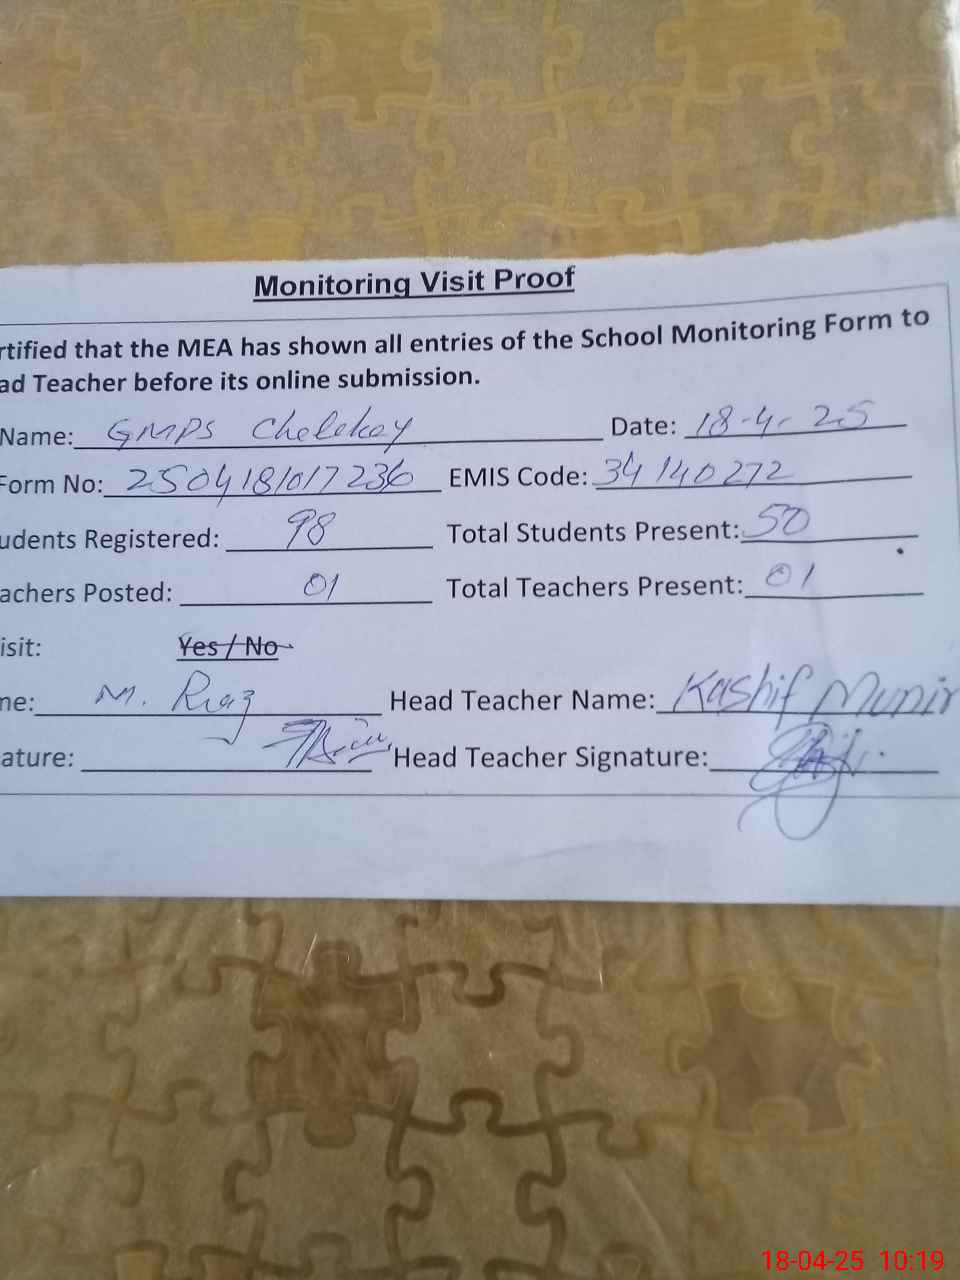 Monitoring Visit Proof
rtified that the MEA has shown all entries of the School Monitoring Form to
ad Teacher before its online submission.
Name: GMPS Chelekey Date: 18-4-25
Form No: 2504181017236 EMIS Code: 34140272
udents Registered: 98 Total Students Present: 50
achers Posted: 01 Total Teachers Present: 01
isit: Yes / No
ne: M. Riaz Head Teacher Name: Kashif Munir
ature: Head Teacher Signature:
18-04-25 10:19